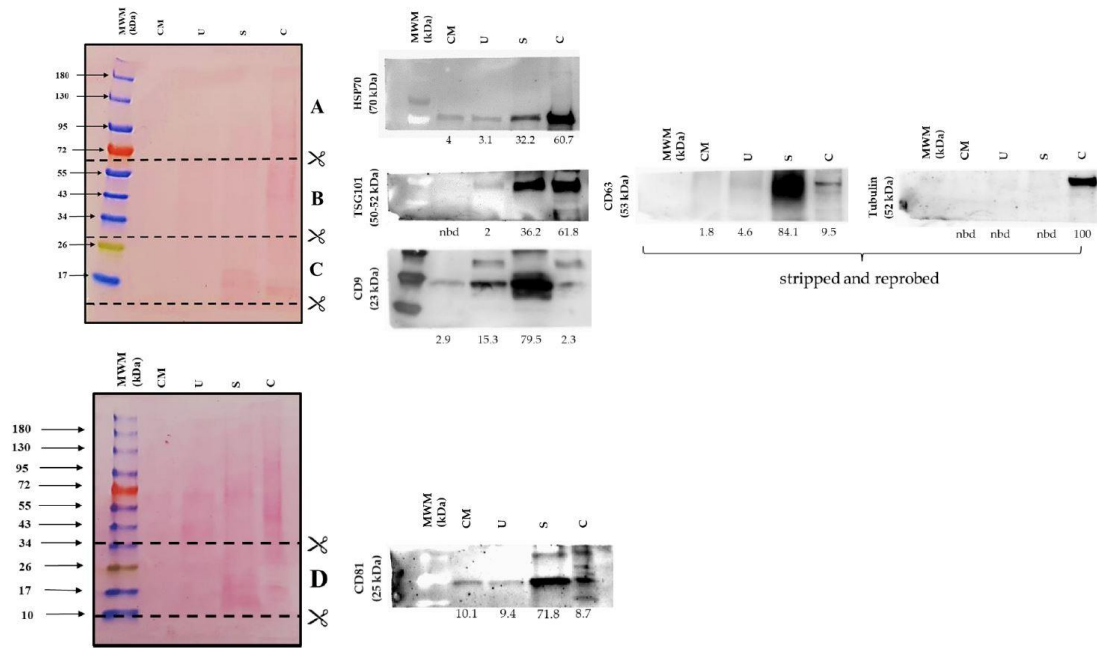 MWM (kDa) CM U S C
180
130
95
72
55
43
34
26
17
A
B
C
MWM (kDa) CM U S C
HSP70 (70 kDa)
4 3.1 32.2 60.7
TSG101 (50-52 kDa)
nbd 2 36.2 61.8
CD9 (23 kDa)
2.9 15.3 79.5 2.3
MWM (kDa) CM U S C
CD63 (53 kDa)
1.8 4.6 84.1 9.5
MWM (kDa) CM U S C
Tubulin (52 kDa)
nbd nbd nbd 100
stripped and reprobed
MWM (kDa) CM U S C
180
130
95
72
55
43
34
26
17
10
D
MWM (kDa) CM U S C
CD81 (25 kDa)
10.1 9.4 71.8 8.7